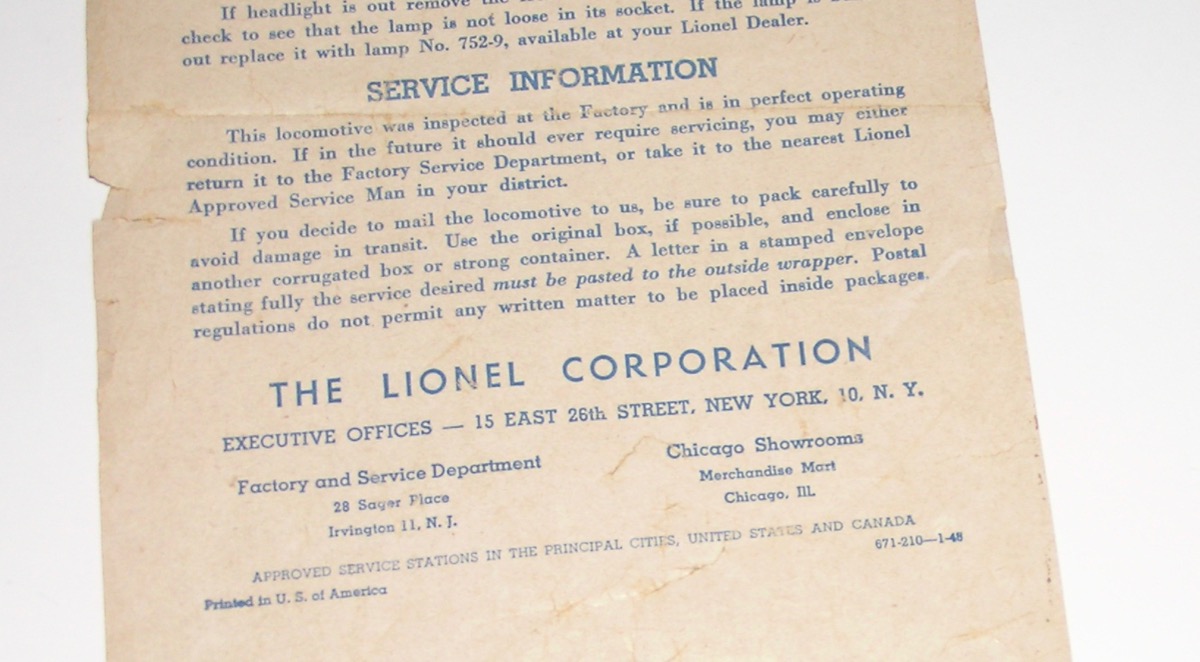 If headlight is out remove the
check to see that the lamp is not loose in its socket. If the lamp is
out replace it with lamp No. 752-9, available at your Lionel Dealer.
SERVICE INFORMATION
This locomotive was inspected at the Factory and is in perfect operating
condition. If in the future it should ever require servicing, you may either
return it to the Factory Service Department, or take it to the nearest Lionel
Approved Service Man in your district.
If you decide to mail the locomotive to us, be sure to pack carefully to
avoid damage in transit. Use the original box, if possible, and enclose in
another corrugated box or strong container. A letter in a stamped envelope
stating fully the service desired must be pasted to the outside wrapper. Postal
regulations do not permit any written matter to be placed inside packages.
THE LIONEL CORPORATION
EXECUTIVE OFFICES — 15 EAST 26th STREET, NEW YORK, 10, N. Y.
Factory and Service Department
28 Sager Place
Irvington 11, N. J.
Chicago Showrooms
Merchandise Mart
Chicago, Ill.
APPROVED SERVICE STATIONS IN THE PRINCIPAL CITIES, UNITED STATES AND CANADA
671-210—1-48
Printed in U. S. of America